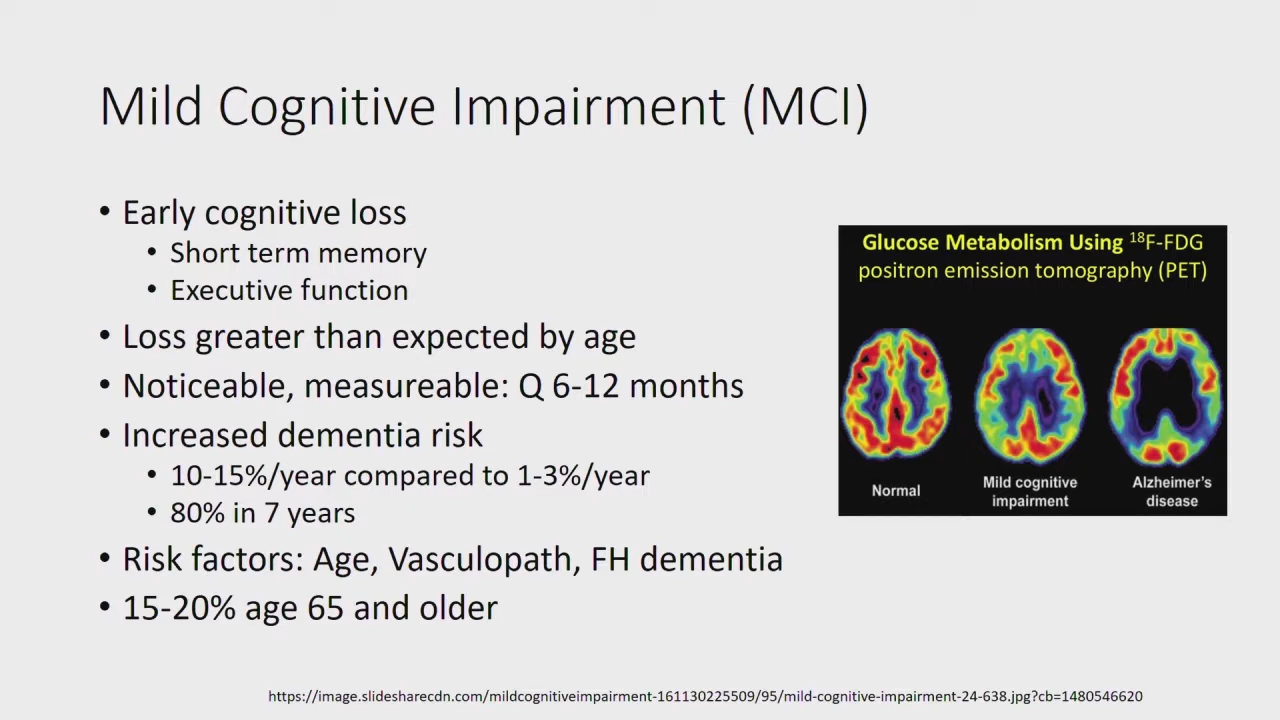 Mild Cognitive Impairment (MCI)
• Early cognitive loss
• Short term memory
• Executive function
• Loss greater than expected by age
• Noticeable, measureable: Q 6-12 months
• Increased dementia risk
• 10-15%/year compared to 1-3%/year
• 80% in 7 years
• Risk factors: Age, Vasculopath, FH dementia
• 15-20% age 65 and older
Glucose Metabolism Using ¹⁸F-FDG
positron emission tomography (PET)
Normal
Mild cognitive
impairment
Alzheimer's
disease
https://image.slidesharecdn.com/mildcognitiveimpairment-161130225509/95/mild-cognitive-impairment-24-638.jpg?cb=1480546620